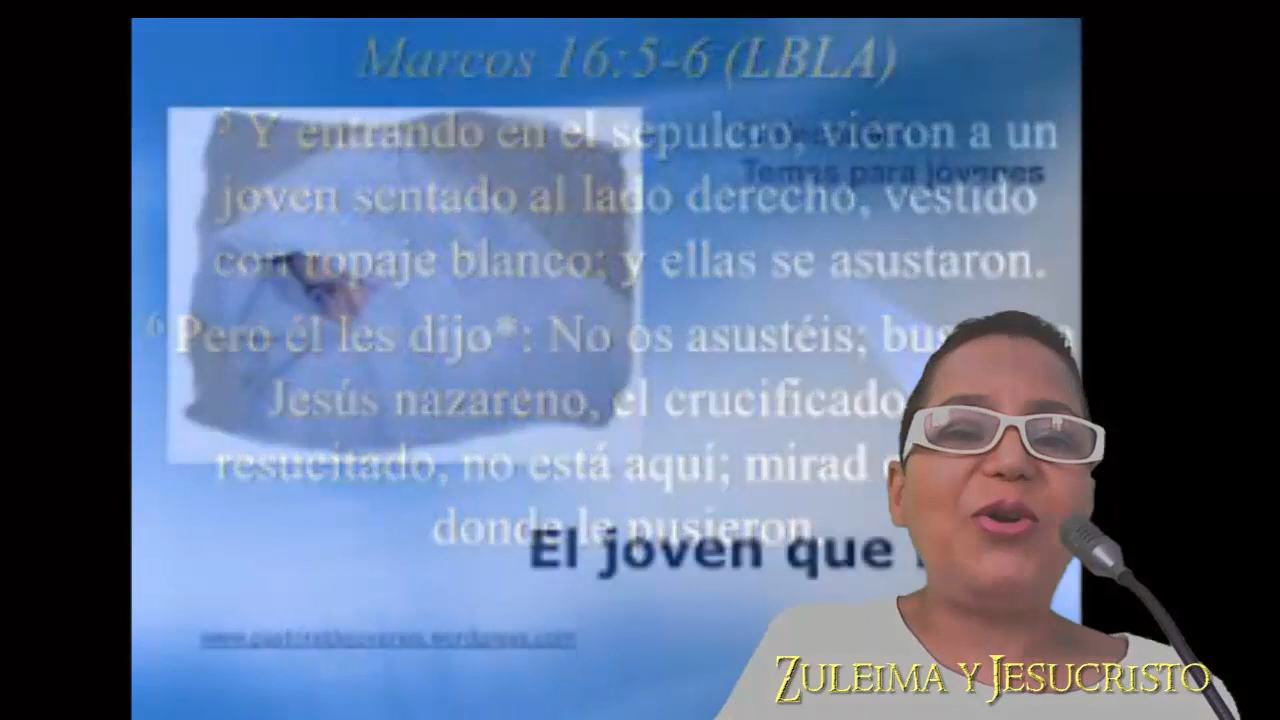 Marcos 16:5-6 (LBLA)
5 Y entrando en el sepulcro, vieron a un
Temas para jóvenes
joven sentado al lado derecho, vestido
con ropaje blanco; y ellas se asustaron.
6 Pero él les dijo*: No os asustéis;
Jesús nazareno, el crucificado
resucitado, no está aquí; mirad
donde le pusieron.
El joven que
ZULEIMA Y JESUCRISTO